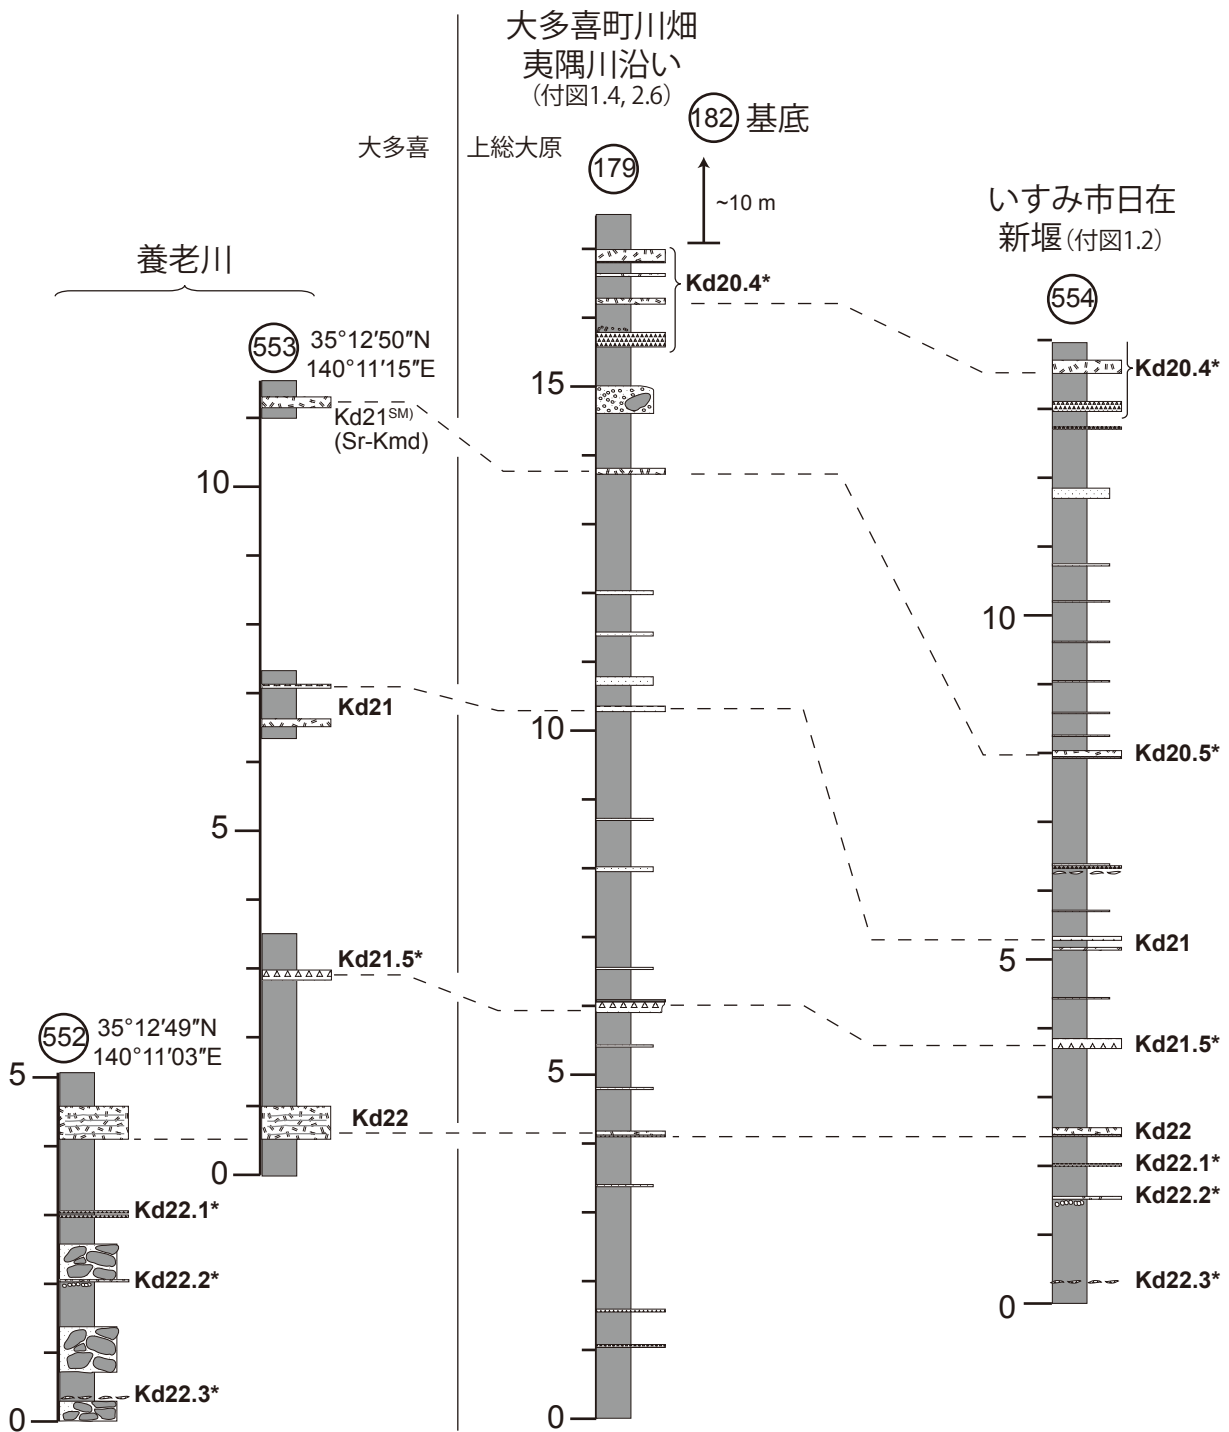 大多喜町川畑
夷隅川沿い
(付図1.4, 2.6)
182 基底
大多喜
上総大原
179
~10 m
いすみ市日在
新堰(付図1.2)
養老川
554
Kd20.4*
553
35°12′50″N
140°11′15″E
Kd20.4*
15
Kd21SM)
(Sr-Kmd)
10
10
Kd21
10
Kd20.5*
5
Kd21
5
Kd21.5*
552
35°12′49″N
140°11′03″E
5
5
Kd21.5*
Kd22
Kd22
0
Kd22.1*
Kd22.2*
Kd22.1*
Kd22.2*
Kd22.3*
0
Kd22.3*
0
0